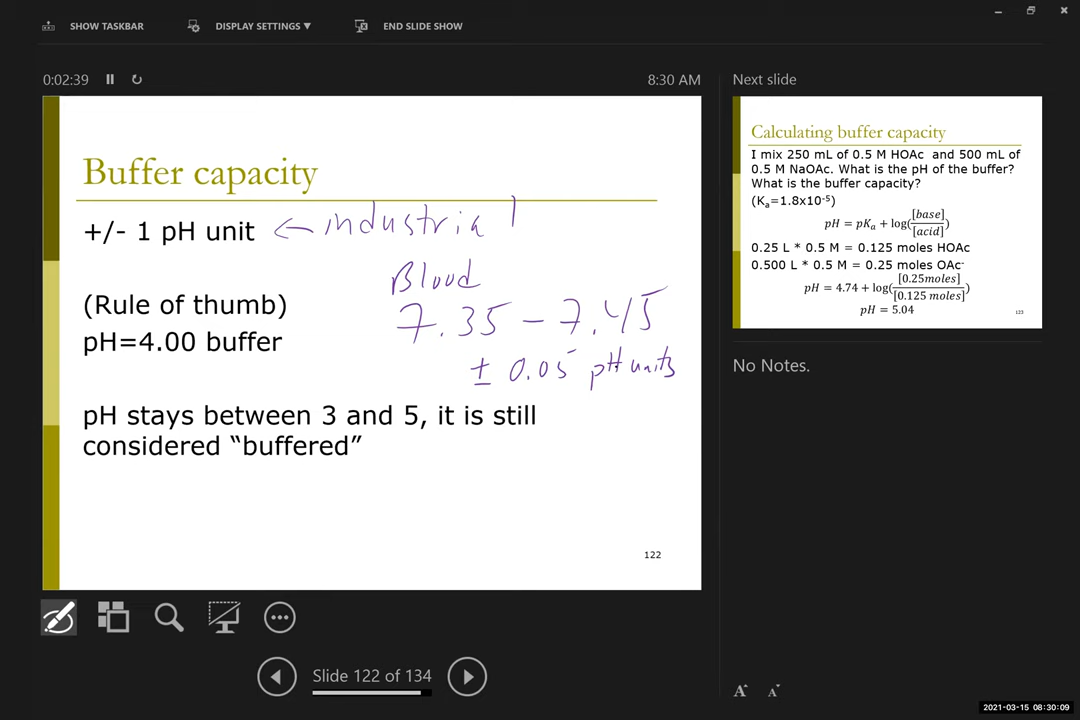 SHOW TASKBAR
DISPLAY SETTINGS ▼
END SLIDE SHOW
0:02:39
8:30 AM
Buffer capacity
+/- 1 pH unit ← industrial
Blood
(Rule of thumb)
7.35 - 7.45
pH=4.00 buffer
± 0.05 pH units
pH stays between 3 and 5, it is still
considered “buffered”
122
Next slide
Calculating buffer capacity
I mix 250 mL of 0.5 M HOAc and 500 mL of
0.5 M NaOAc. What is the pH of the buffer?
What is the buffer capacity?
(Kₐ=1.8x10⁻⁵)
pH = pKₐ + log([base]/[acid])
0.25 L * 0.5 M = 0.125 moles HOAc
0.500 L * 0.5 M = 0.25 moles OAc⁻
pH = 4.74 + log([0.25moles]/[0.125 moles])
pH = 5.04
123
No Notes.
Slide 122 of 134
A A
2021-03-15 08:30:09